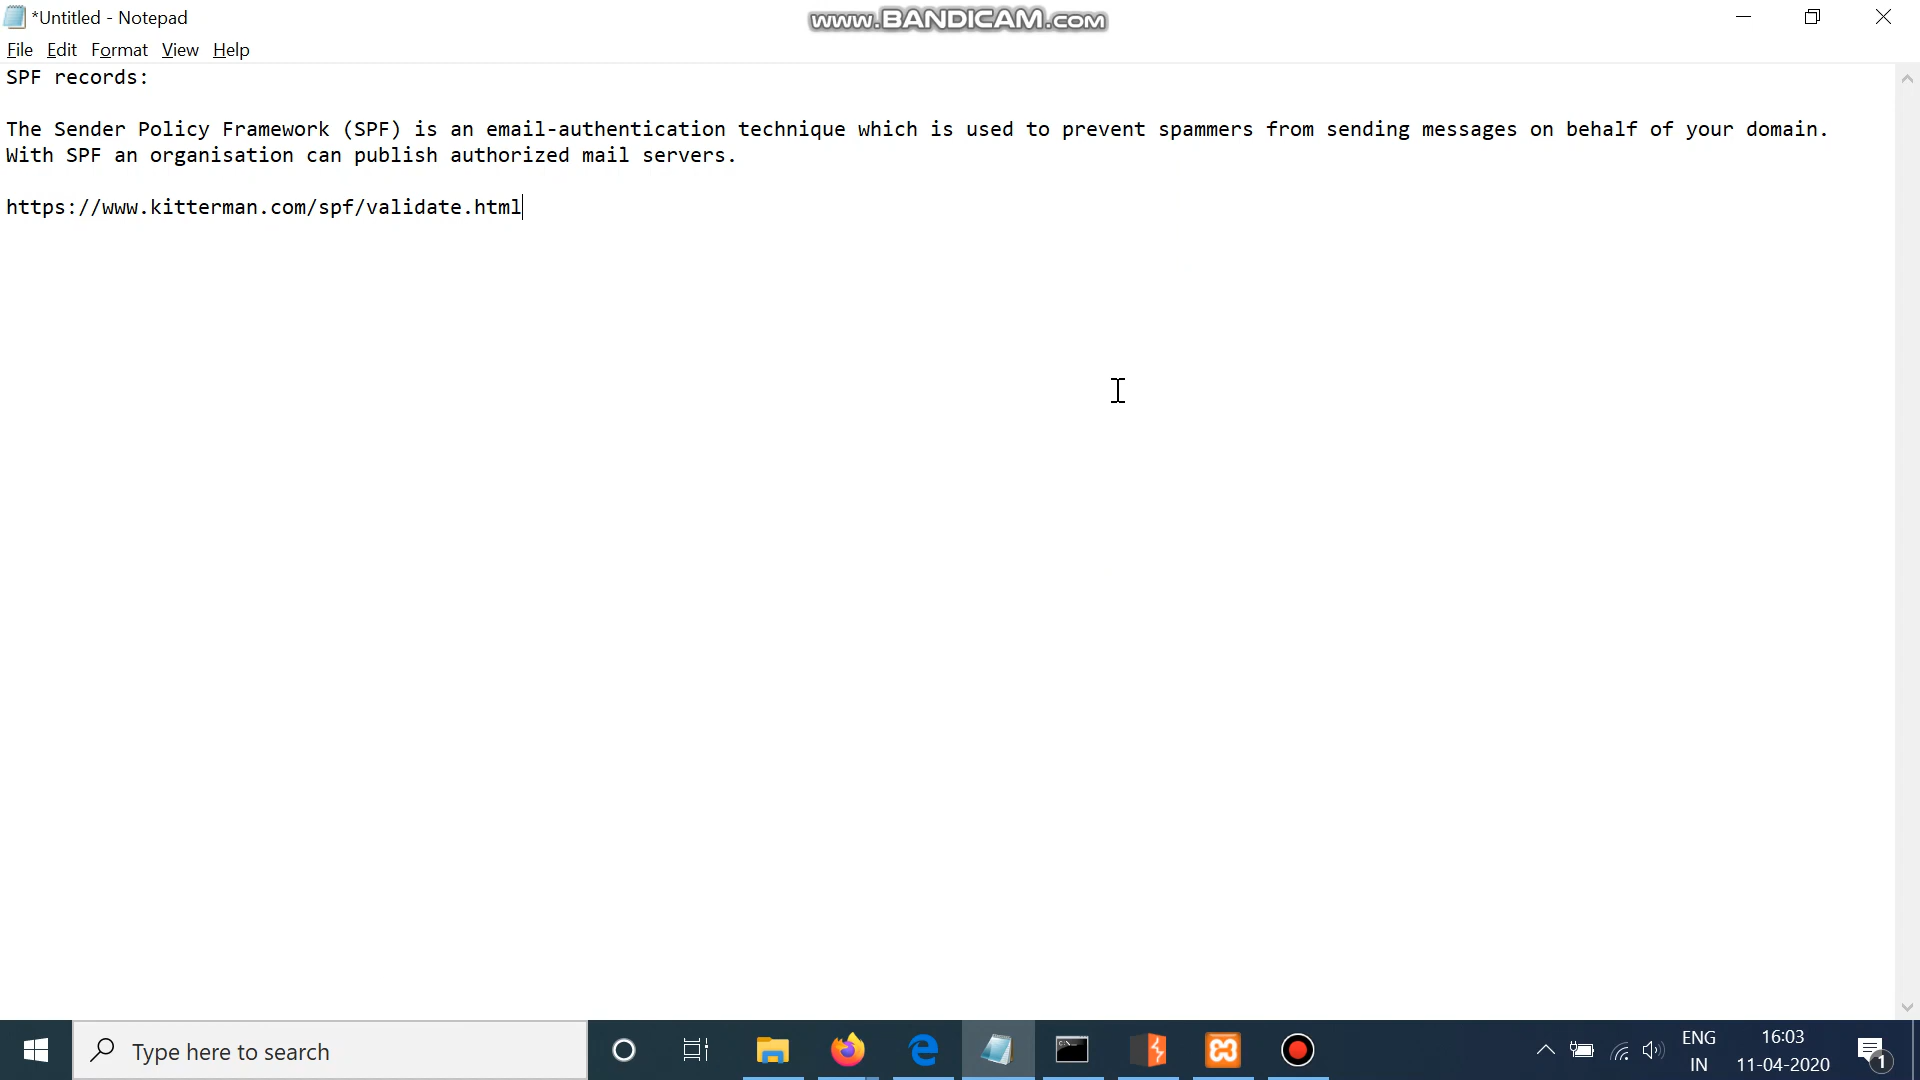 *Untitled - Notepad
www.BANDICAM.com
File Edit Format View Help
SPF records:
The Sender Policy Framework (SPF) is an email-authentication technique which is used to prevent spammers from sending messages on behalf of your domain.
With SPF an organisation can publish authorized mail servers.
https://www.kitterman.com/spf/validate.html
Type here to search
ENG
IN
16:03
11-04-2020
1